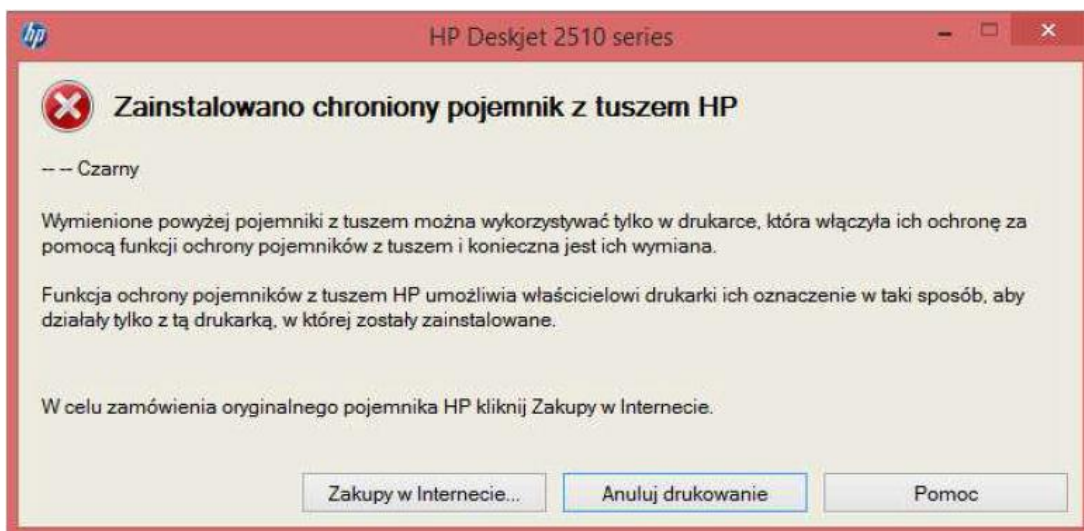 hp
HP Deskjet 2510 series
Zainstalowano chroniony pojemnik z tuszem HP
-- -- Czarny
Wymienione powyżej pojemniki z tuszem można wykorzystywać tylko w drukarce, która włączyła ich ochronę za
pomocą funkcji ochrony pojemników z tuszem i konieczna jest ich wymiana.
Funkcja ochrony pojemników z tuszem HP umożliwia właścicielowi drukarki ich oznaczenie w taki sposób, aby
działały tylko z tą drukarką, w której zostały zainstalowane.
W celu zamówienia oryginalnego pojemnika HP kliknij Zakupy w Internecie.
Zakupy w Internecie... Anuluj drukowanie Pomoc